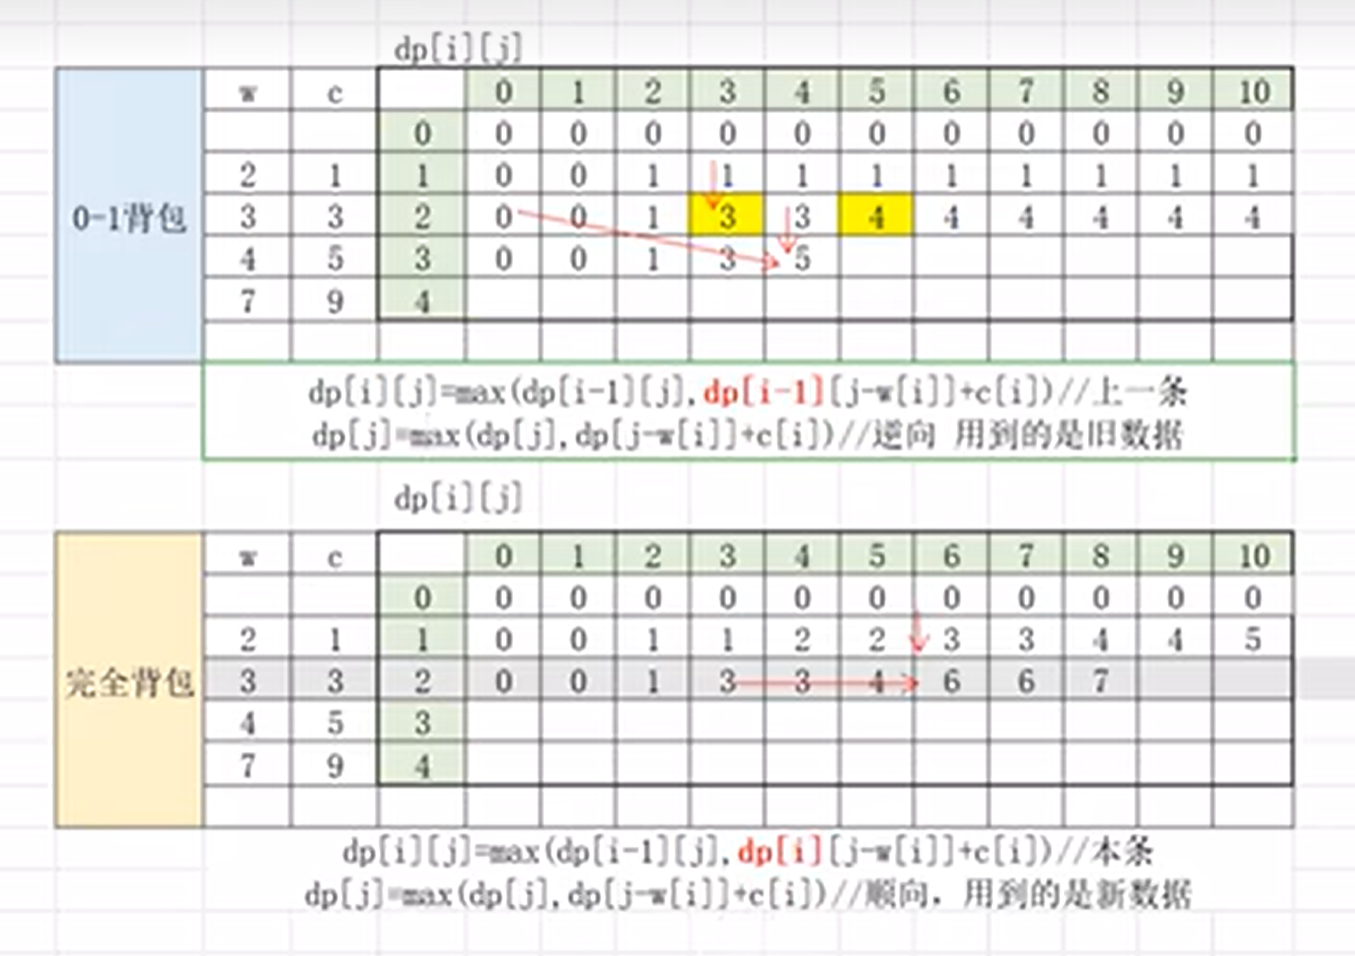 dp[i][j]
w c 0 1 2 3 4 5 6 7 8 9 10
0 0 0 0 0 0 0 0 0 0 0 0
2 1 1 0 0 1 1 1 1 1 1 1 1 1
0-1背包 3 3 2 0 0 1 3 3 4 4 4 4 4 4
4 5 3 0 0 1 3 5
7 9 4
dp[i][j]=max(dp[i-1][j],dp[i-1][j-w[i]]+c[i])//上一条
dp[j]=max(dp[j],dp[j-w[i]]+c[i])//逆向 用到的是旧数据
dp[i][j]
w c 0 1 2 3 4 5 6 7 8 9 10
0 0 0 0 0 0 0 0 0 0 0 0
2 1 1 0 0 1 1 2 2 3 3 4 4 5
完全背包 3 3 2 0 0 1 3 3 4 6 6 7
4 5 3
7 9 4
dp[i][j]=max(dp[i-1][j],dp[i][j-w[i]]+c[i])//本条
dp[j]=max(dp[j],dp[j-w[i]]+c[i])//顺向，用到的是新数据